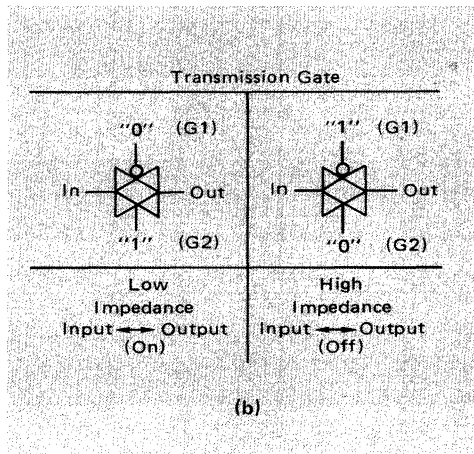 Transmission Gate
"0" (G1)
In Out
"1" (G2)
Low
Impedance
Input Output
(On)
"1" (G1)
In Out
"0" (G2)
High
Impedance
Input Output
(Off)
(b)